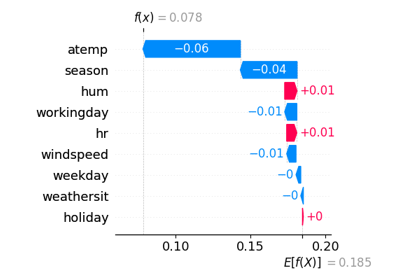 f(x) = 0.078
atemp −0.06
season −0.04
hum +0.01
workingday −0.01
hr +0.01
windspeed −0.01
weekday −0
weathersit −0
holiday +0
0.10 0.15 0.20
E[f(X)] = 0.185